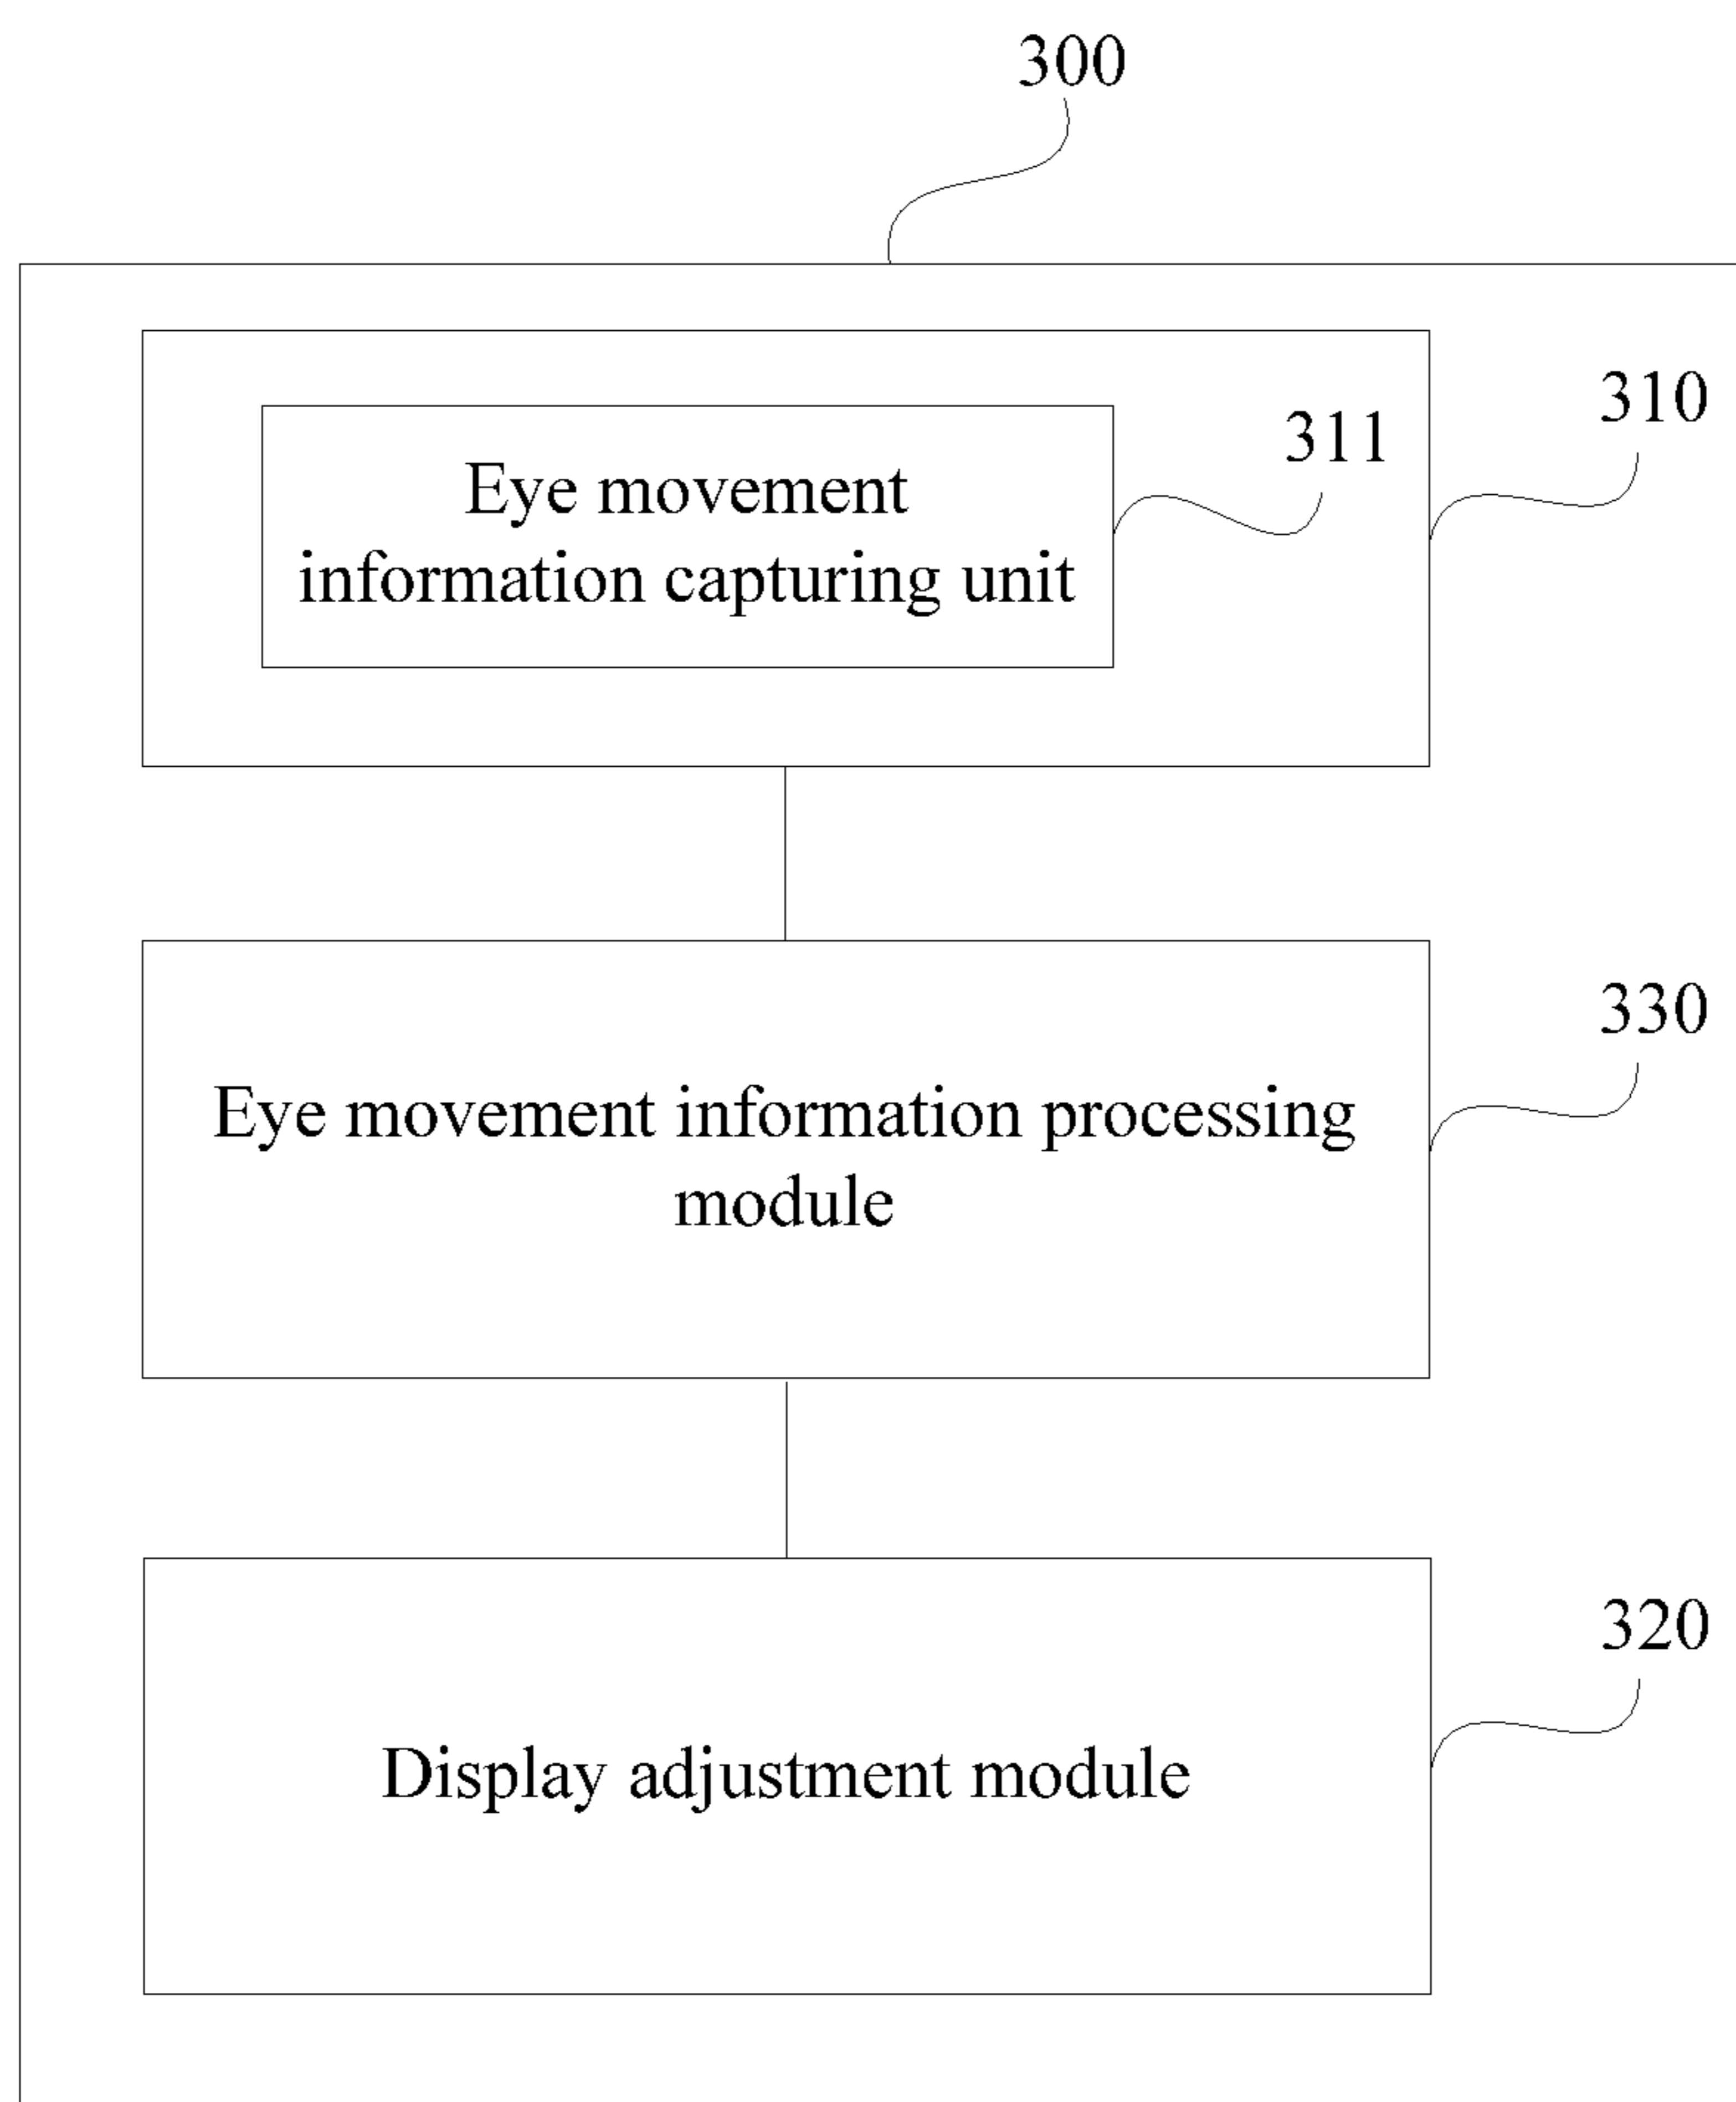 300
310
311
Eye movement
information capturing unit
330
Eye movement information processing
module
320
Display adjustment module